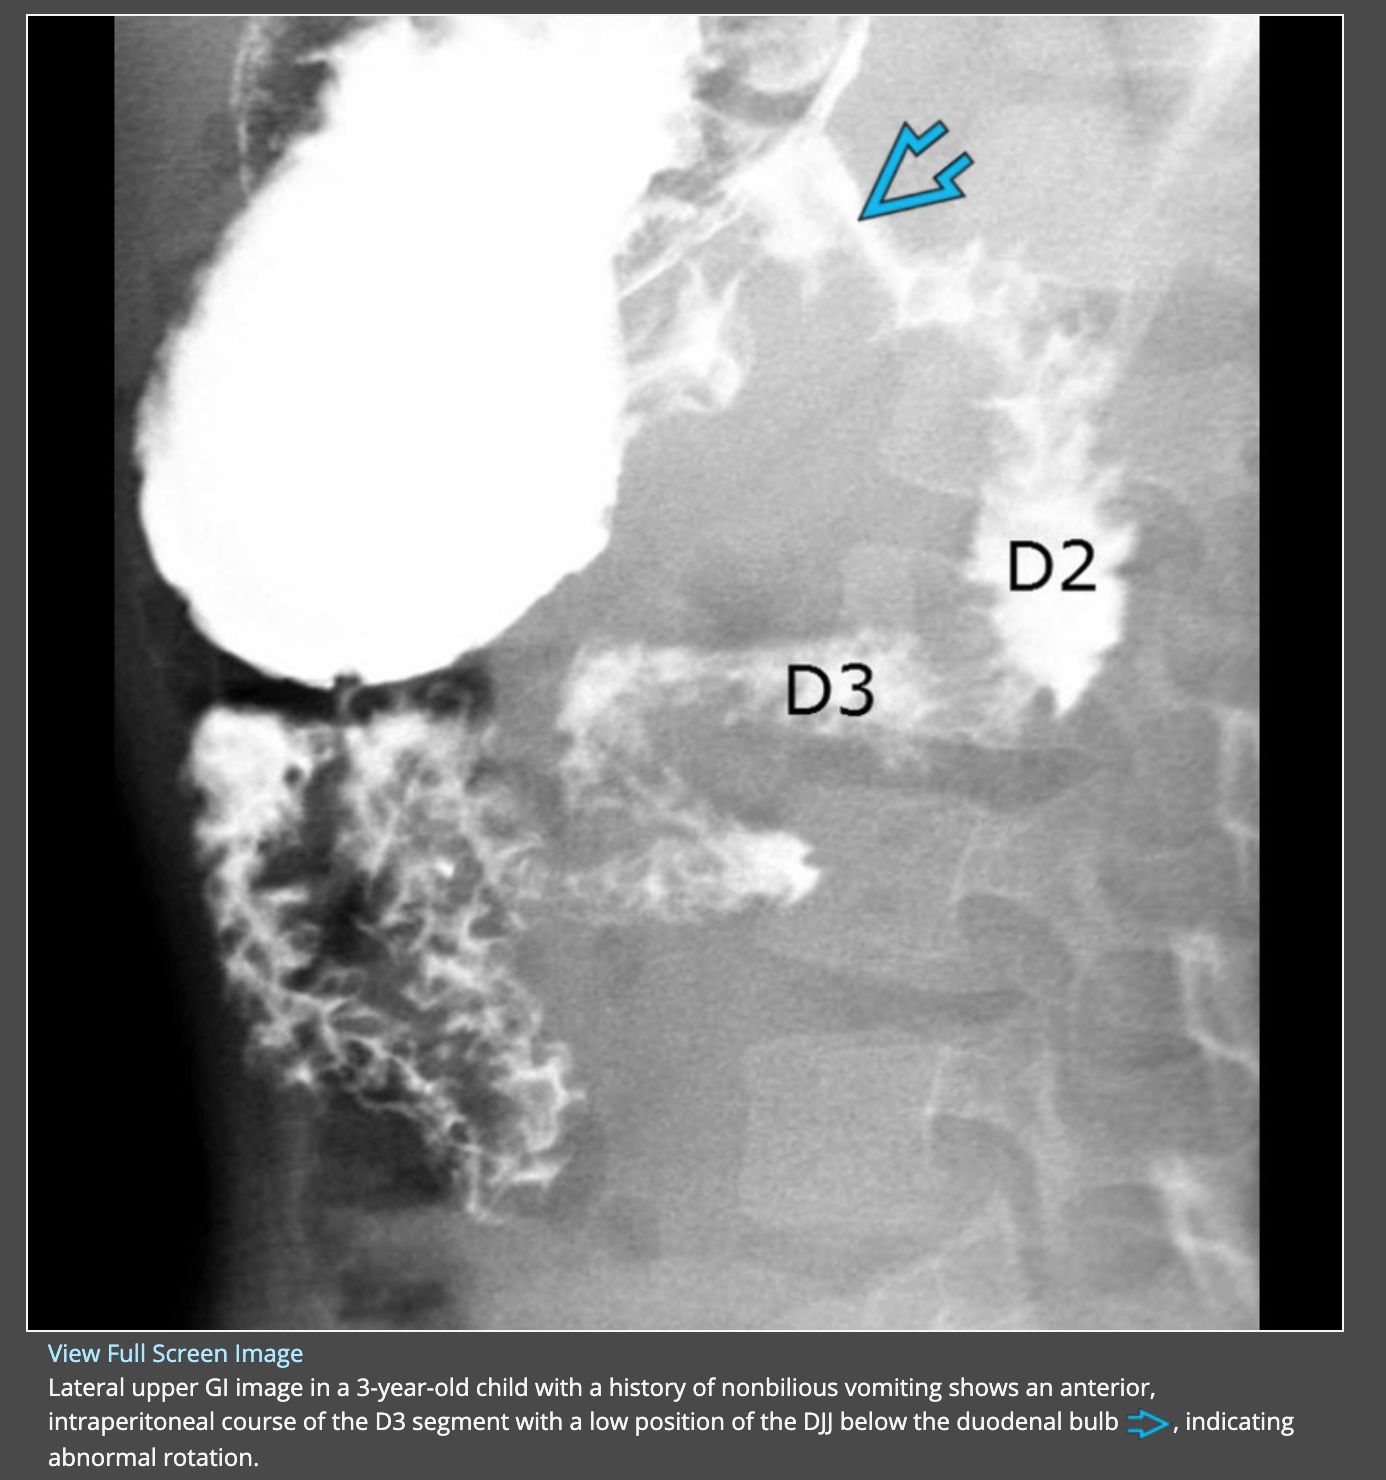 D2
D3
View Full Screen Image
Lateral upper GI image in a 3-year-old child with a history of nonbilious vomiting shows an anterior,
intraperitoneal course of the D3 segment with a low position of the DJJ below the duodenal bulb , indicating
abnormal rotation.